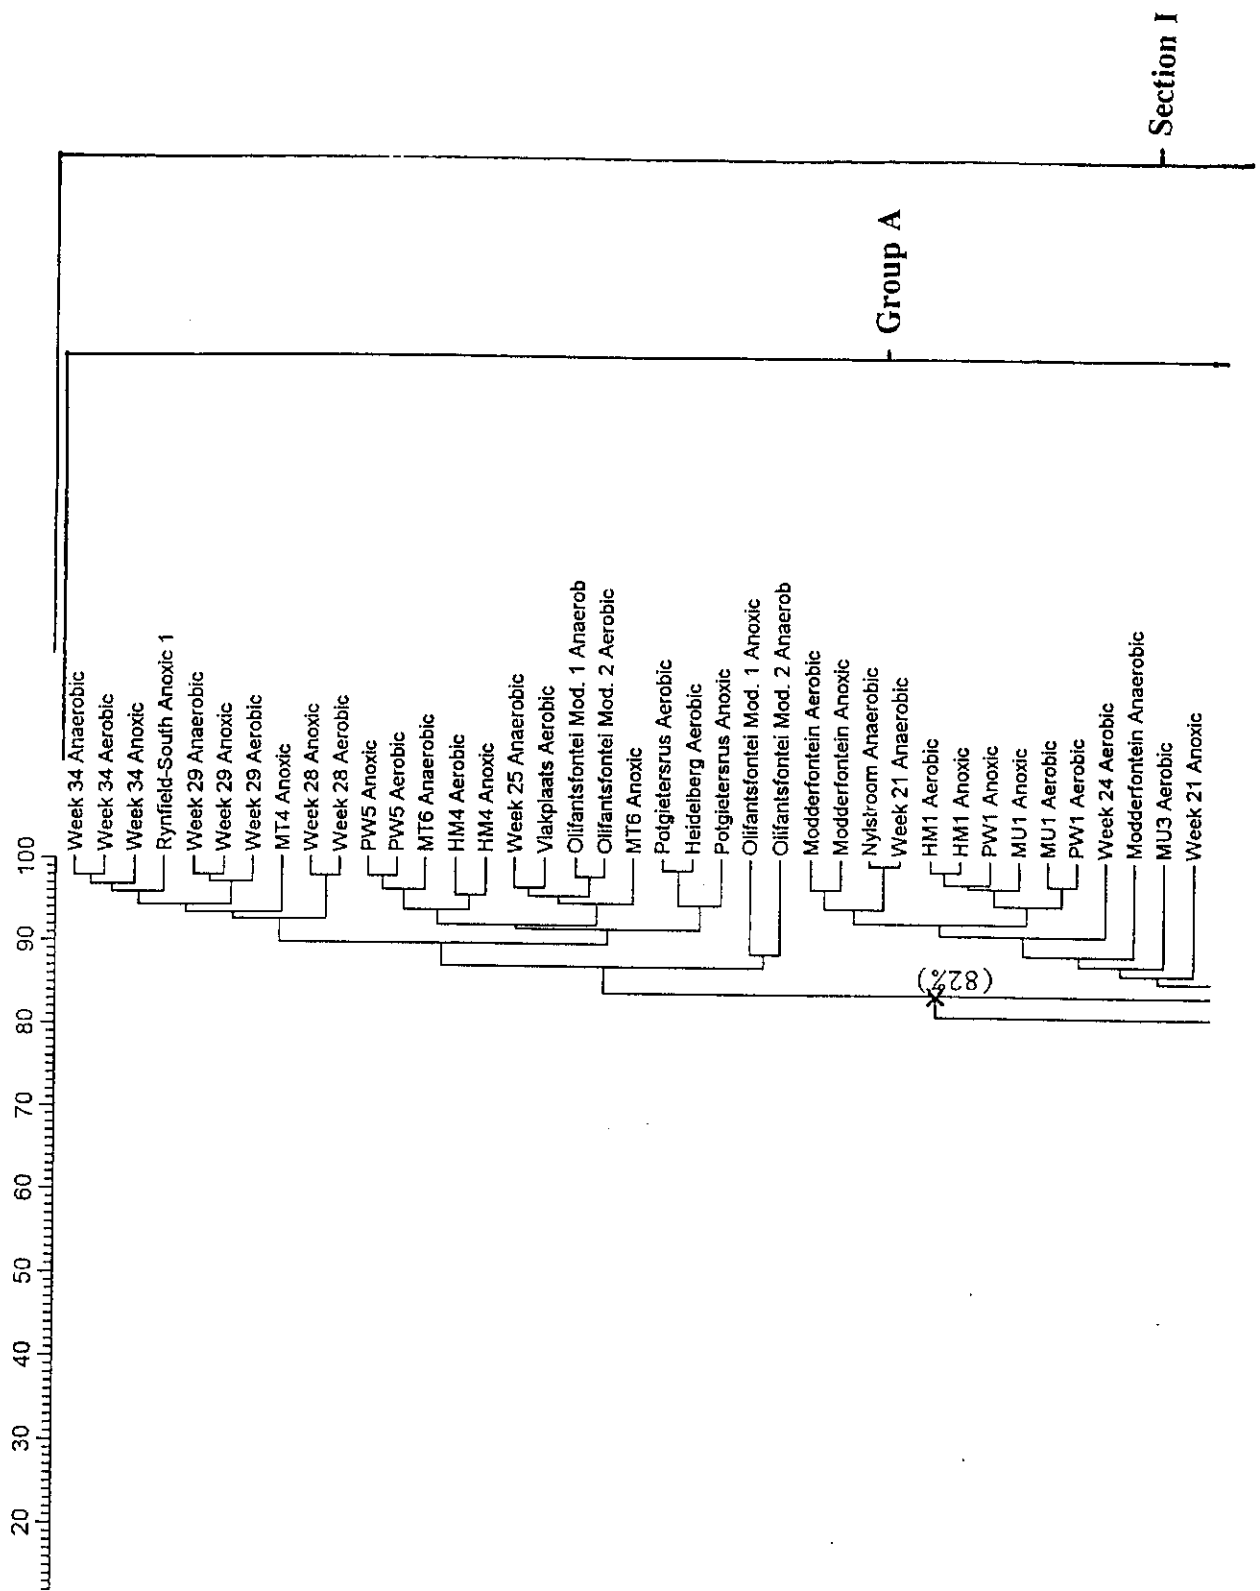 Section I
Group A
Week 34 Anaerobic
Week 34 Aerobic
Week 34 Anoxic
Rynfield-South Anoxic 1
Week 29 Anaerobic
Week 29 Anoxic
Week 29 Aerobic
MT4 Anoxic
Week 28 Anoxic
Week 28 Aerobic
PW5 Anoxic
PW5 Aerobic
MT6 Anaerobic
HM4 Aerobic
HM4 Anoxic
Week 25 Anaerobic
Vlakplaats Aerobic
Olifantsfontei Mod. 1 Anaerob
Olifantsfontei Mod. 2 Aerobic
MT6 Anoxic
Potgietersrus Aerobic
Heidelberg Aerobic
Potgietersrus Anoxic
Olifantsfontei Mod. 1 Anoxic
Olifantsfontei Mod. 2 Anaerob
Modderfontein Aerobic
Modderfontein Anoxic
Nylstroom Anaerobic
Week 21 Anaerobic
HM1 Aerobic
HM1 Anoxic
PW1 Anoxic
MU1 Anoxic
MU1 Aerobic
PW1 Aerobic
Week 24 Aerobic
Modderfontein Anaerobic
MU3 Aerobic
Week 21 Anoxic
20 30 40 50 60 70 80 90 100
(82%)